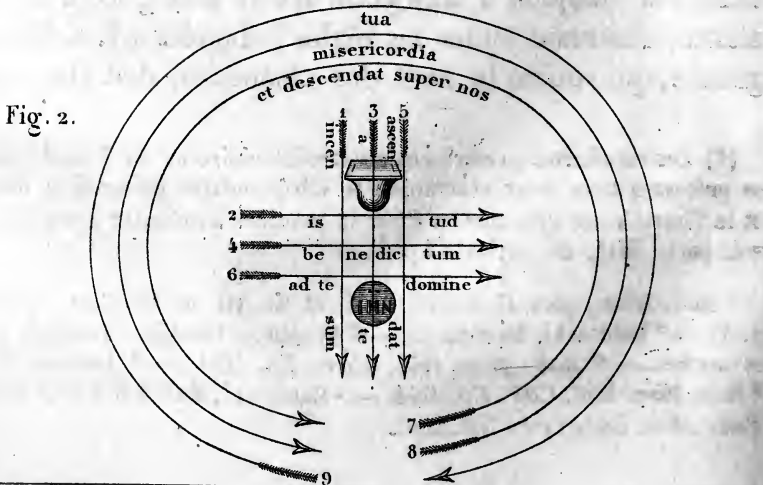 tua
misericordia
et descendat super nos
Fig. 2.
1 3 5
incen a ascen
2 is tud
4 be ne dic tum
6 ad te domine
sum te dat
7
8
9